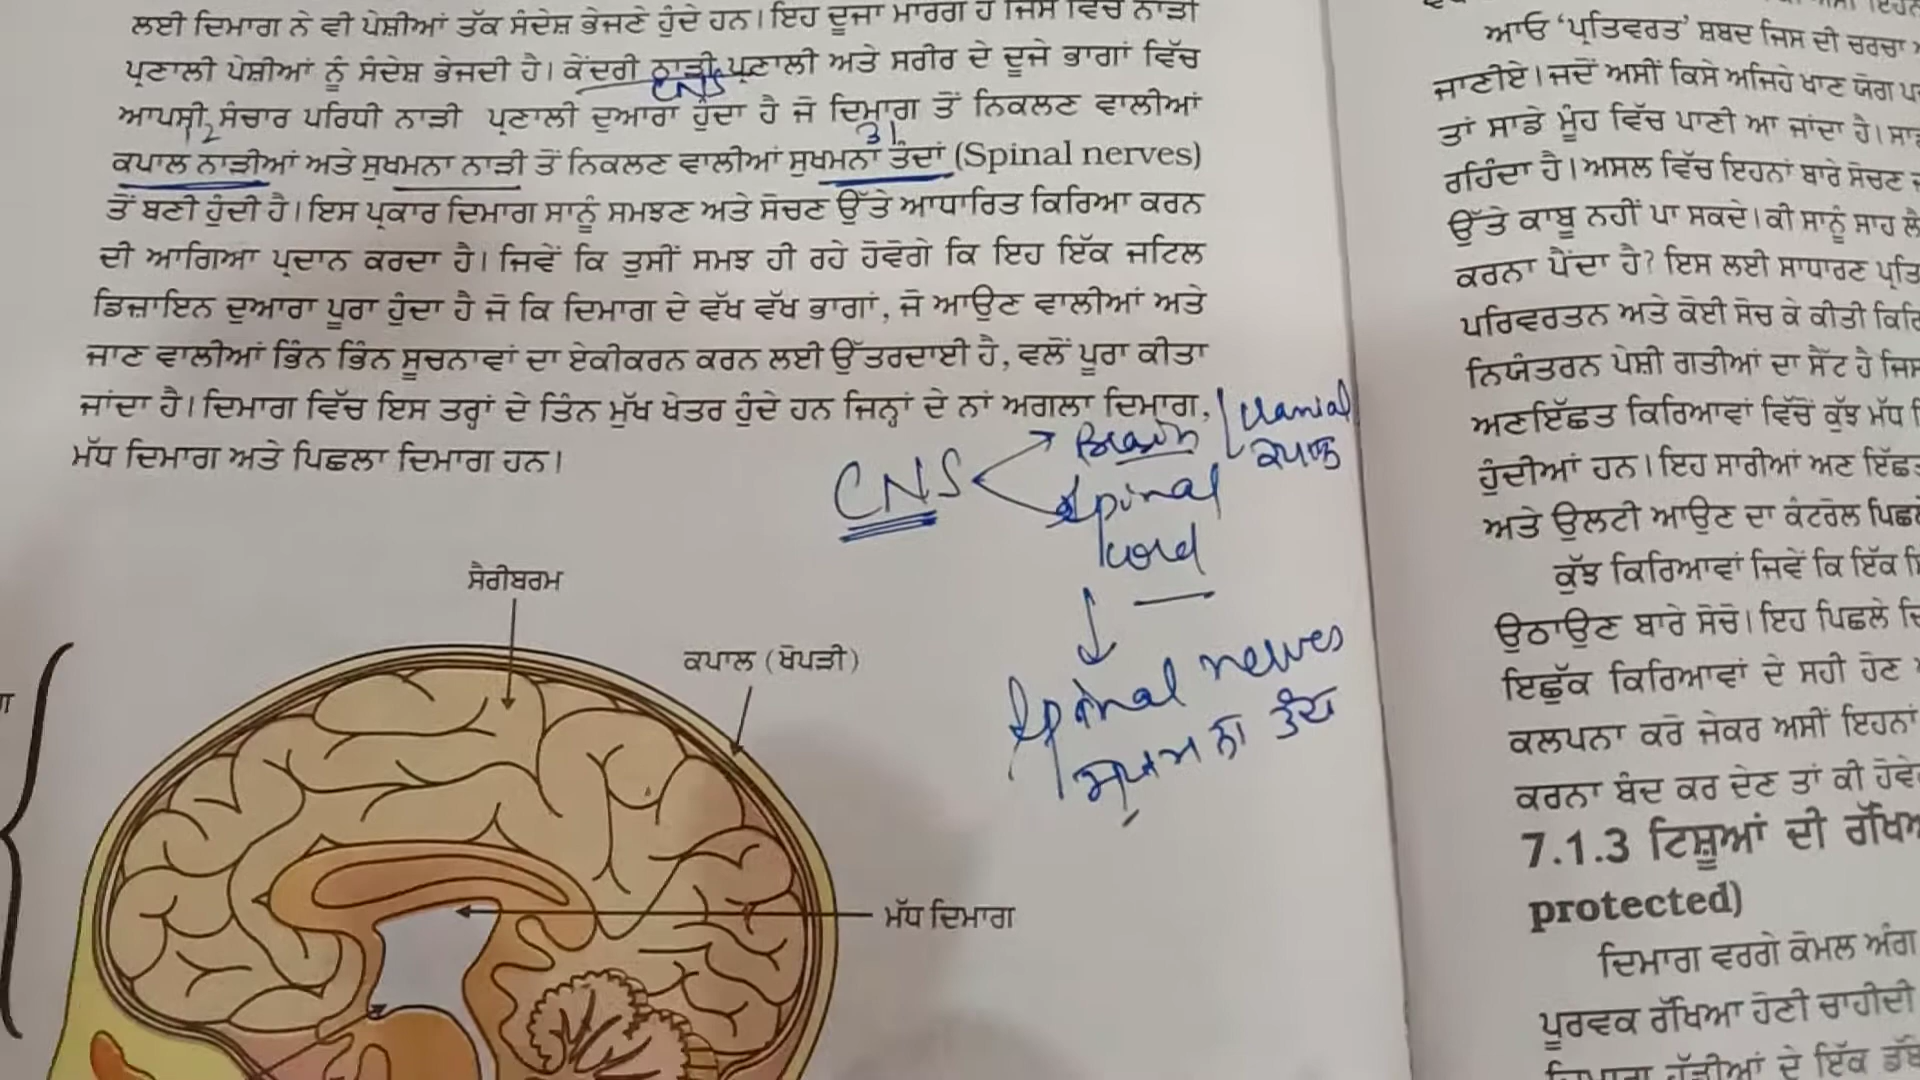 ਲਈ ਦਿਮਾਗ ਨੇ ਵੀ ਪੇਸ਼ੀਆਂ ਤੱਕ ਸੰਦੇਸ਼ ਭੇਜਣੇ ਹੁੰਦੇ ਹਨ। ਇਹ ਦੂਜਾ ਮਾਰਗ ਹੈ ਜਿਸ ਵਿੱਚ ਨਾੜੀ
ਪ੍ਰਣਾਲੀ ਪੇਸ਼ੀਆਂ ਨੂੰ ਸੰਦੇਸ਼ ਭੇਜਦੀ ਹੈ। ਕੇਂਦਰੀ ਨਾੜੀ ਪ੍ਰਣਾਲੀ ਅਤੇ ਸਰੀਰ ਦੇ ਦੂਜੇ ਭਾਗਾਂ ਵਿੱਚ
CNS
ਆਪਸੀ ਸੰਚਾਰ ਪਰਿਧੀ ਨਾੜੀ ਪ੍ਰਣਾਲੀ ਦੁਆਰਾ ਹੁੰਦਾ ਹੈ ਜੋ ਦਿਮਾਗ ਤੋਂ ਨਿਕਲਣ ਵਾਲੀਆਂ
12 31
ਕਪਾਲ ਨਾੜੀਆਂ ਅਤੇ ਸੁਖਮਨਾ ਨਾੜੀ ਤੋਂ ਨਿਕਲਣ ਵਾਲੀਆਂ ਸੁਖਮਨਾ ਤੰਦਾਂ (Spinal nerves)
ਤੋਂ ਬਣੀ ਹੁੰਦੀ ਹੈ। ਇਸ ਪ੍ਰਕਾਰ ਦਿਮਾਗ ਸਾਨੂੰ ਸਮਝਣ ਅਤੇ ਸੋਚਣ ਉੱਤੇ ਆਧਾਰਿਤ ਕਿਰਿਆ ਕਰਨ
ਦੀ ਆਗਿਆ ਪ੍ਰਦਾਨ ਕਰਦਾ ਹੈ। ਜਿਵੇਂ ਕਿ ਤੁਸੀਂ ਸਮਝ ਹੀ ਰਹੇ ਹੋਵੋਗੇ ਕਿ ਇਹ ਇੱਕ ਜਟਿਲ
ਡਿਜ਼ਾਇਨ ਦੁਆਰਾ ਪੂਰਾ ਹੁੰਦਾ ਹੈ ਜੋ ਕਿ ਦਿਮਾਗ ਦੇ ਵੱਖ ਵੱਖ ਭਾਗਾਂ, ਜੋ ਆਉਣ ਵਾਲੀਆਂ ਅਤੇ
ਜਾਣ ਵਾਲੀਆਂ ਭਿੰਨ ਭਿੰਨ ਸੂਚਨਾਵਾਂ ਦਾ ਏਕੀਕਰਨ ਕਰਨ ਲਈ ਉੱਤਰਦਾਈ ਹੈ, ਵਲੋਂ ਪੂਰਾ ਕੀਤਾ
ਜਾਂਦਾ ਹੈ। ਦਿਮਾਗ ਵਿੱਚ ਇਸ ਤਰ੍ਹਾਂ ਦੇ ਤਿੰਨ ਮੁੱਖ ਖੇਤਰ ਹੁੰਦੇ ਹਨ ਜਿਨ੍ਹਾਂ ਦੇ ਨਾਂ ਅਗਲਾ ਦਿਮਾਗ,
ਮੱਧ ਦਿਮਾਗ ਅਤੇ ਪਿਛਲਾ ਦਿਮਾਗ ਹਨ।
CNS
Brain
Cranial
ਕਪਾਲ
Spinal
cord
Spinal nerves
ਸੁਖਮਨਾ ਤੰਦ
ਸੈਰੀਬਰਮ
ਕਪਾਲ (ਖੋਪੜੀ)
ਮੱਧ ਦਿਮਾਗ
ਆਓ ‘ਪ੍ਰਤਿਵਰਤ’ ਸ਼ਬਦ ਜਿਸ ਦੀ ਚਰਚਾ
ਜਾਣੀਏ। ਜਦੋਂ ਅਸੀਂ ਕਿਸੇ ਅਜਿਹੇ ਖਾਣ ਯੋਗ
ਤਾਂ ਸਾਡੇ ਮੂੰਹ ਵਿੱਚ ਪਾਣੀ ਆ ਜਾਂਦਾ ਹੈ।
ਰਹਿੰਦਾ ਹੈ। ਅਸਲ ਵਿੱਚ ਇਹਨਾਂ ਬਾਰੇ ਸੋਚਣ
ਉੱਤੇ ਕਾਬੂ ਨਹੀਂ ਪਾ ਸਕਦੇ। ਕੀ ਸਾਨੂੰ ਸਾਹ
ਕਰਨਾ ਪੈਂਦਾ ਹੈ? ਇਸ ਲਈ ਸਾਧਾਰਣ
ਪਰਿਵਰਤਨ ਅਤੇ ਕੋਈ ਸੋਚ ਕੇ ਕੀਤੀ
ਨਿਯੰਤਰਨ ਪੇਸ਼ੀ ਗਤੀਆਂ ਦਾ ਸੈੱਟ ਹੈ
ਅਣਇੱਛਤ ਕਿਰਿਆਵਾਂ ਵਿੱਚੋਂ ਕੁੱਝ ਮੱਧ
ਹੁੰਦੀਆਂ ਹਨ। ਇਹ ਸਾਰੀਆਂ ਅਣ
ਅਤੇ ਉਲਟੀ ਆਉਣ ਦਾ ਕੰਟਰੋਲ
ਕੁੱਝ ਕਿਰਿਆਵਾਂ ਜਿਵੇਂ ਕਿ ਇੱਕ
ਉਠਾਉਣ ਬਾਰੇ ਸੋਚੋ। ਇਹ ਪਿਛਲੇ
ਇਛੁੱਕ ਕਿਰਿਆਵਾਂ ਦੇ ਸਹੀ ਹੋਣ
ਕਲਪਨਾ ਕਰੋ ਜੇਕਰ ਅਸੀਂ ਇਹਨਾਂ
ਕਰਨਾ ਬੰਦ ਕਰ ਦੇਣ ਤਾਂ ਕੀ
7.1.3 ਟਿਸ਼ੂਆਂ ਦੀ
protected)
ਦਿਮਾਗ ਵਰਗੇ ਕੋਮਲ ਅੰਗ
ਪੂਰਵਕ ਰੱਖਿਆ ਹੋਣੀ ਚਾਹੀਦੀ